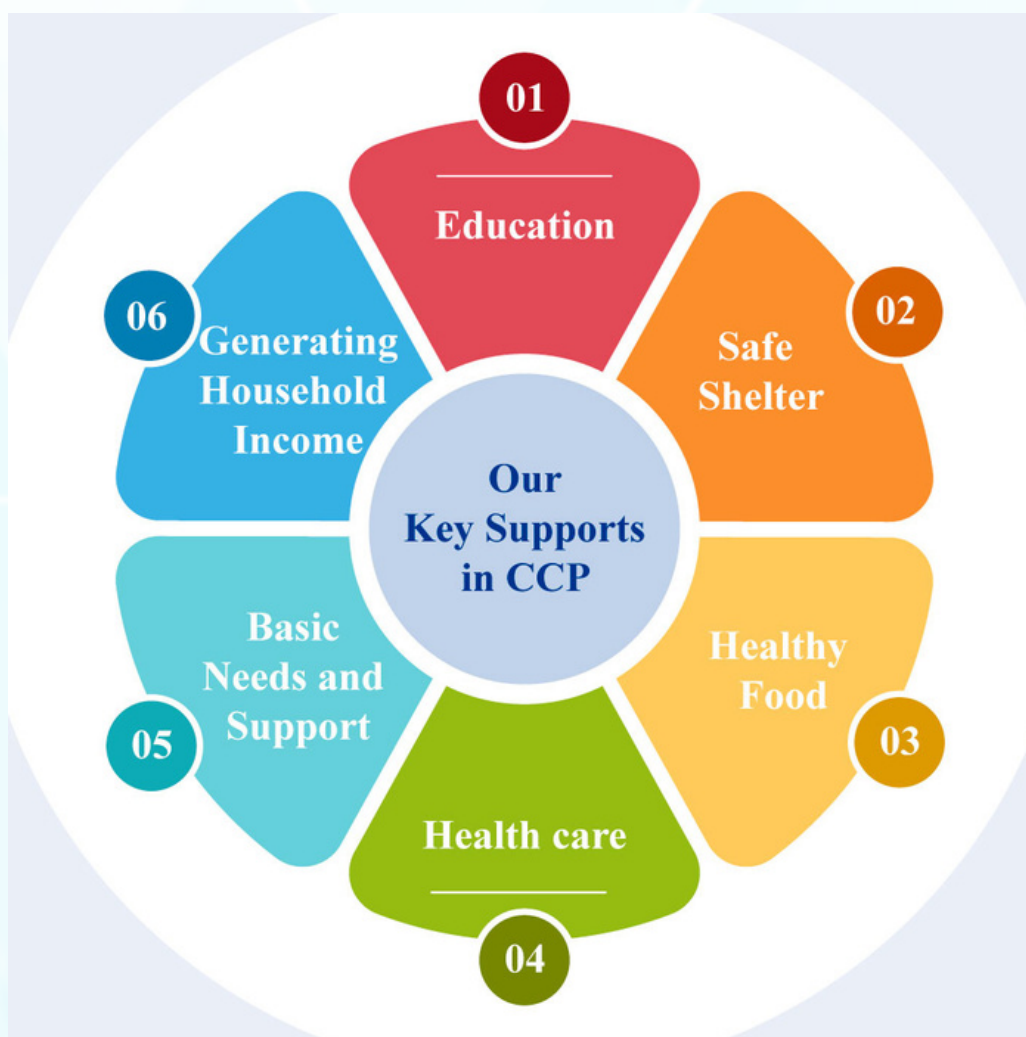 Our
Key Supports
in CCP
01
Education
02
Safe
Shelter
03
Healthy
Food
04
Health care
05
Basic
Needs and
Support
06
Generating
Household
Income